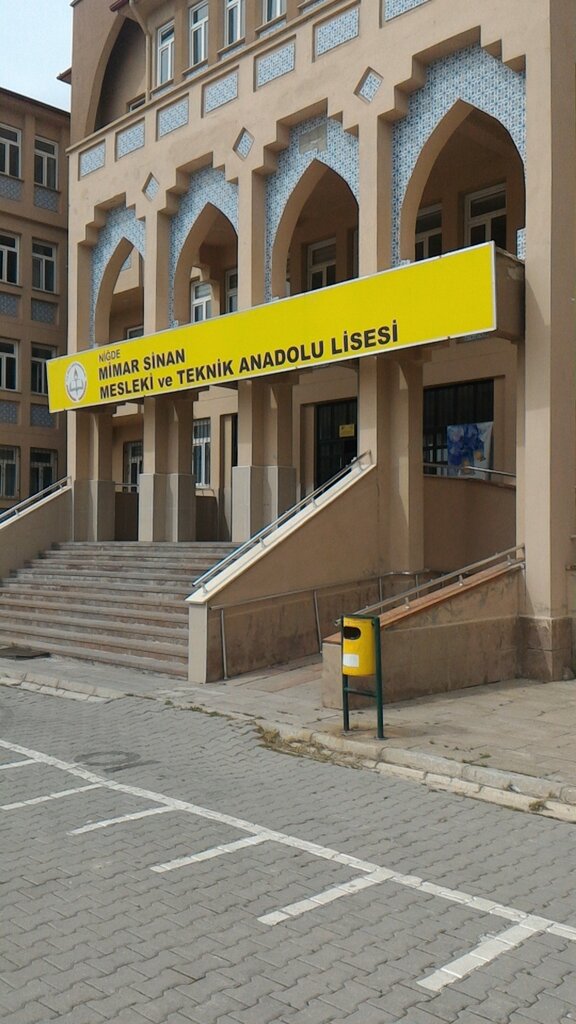 NİĞDE
MİMAR SİNAN
MESLEKİ ve TEKNİK ANADOLU LİSESİ